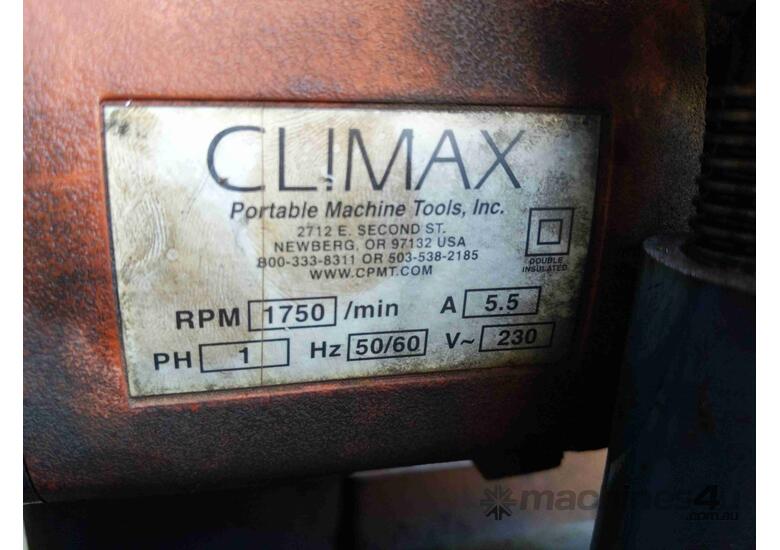 CLIMAX
Portable Machine Tools, Inc.
2712 E. SECOND ST.
NEWBERG, OR 97132 USA
800-333-8311 OR 503-538-2185
WWW.CPMT.COM
DOUBLE
INSULATED
RPM 1750 /min A 5.5
PH 1 Hz 50/60 V~ 230
machines4u
.com.au